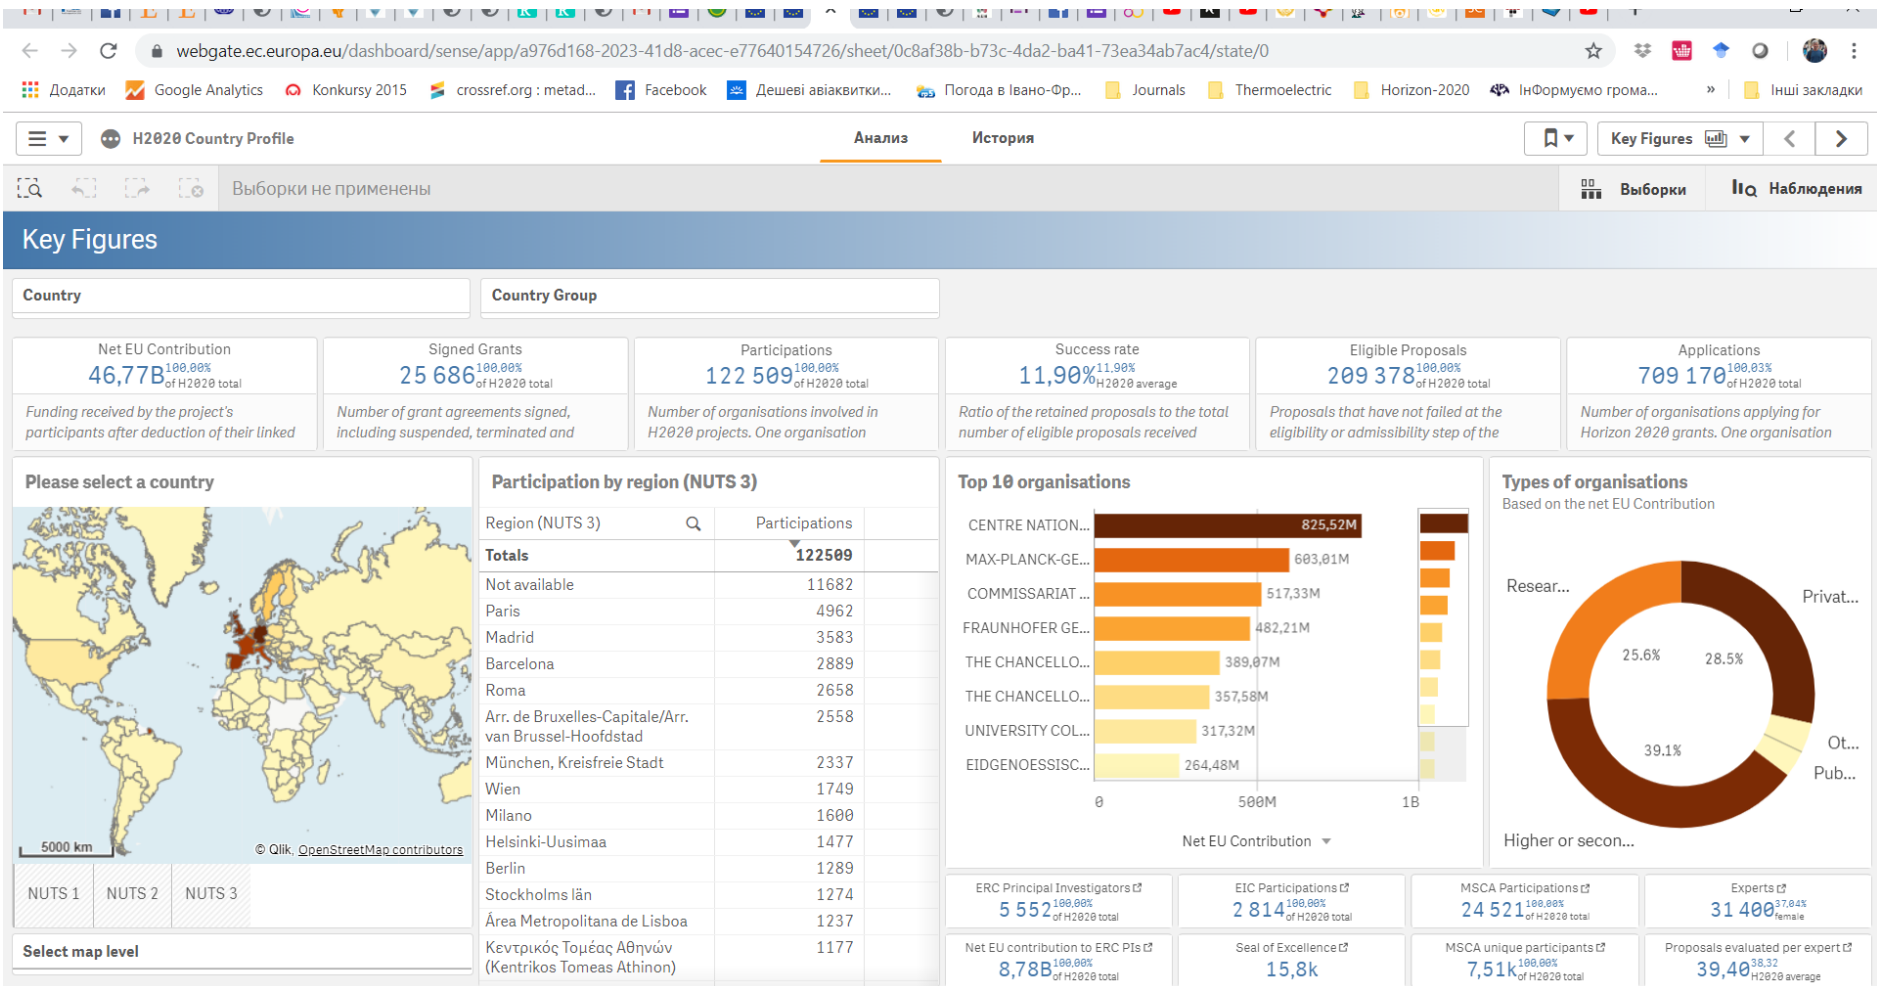 webgate.ec.europa.eu/dashboard/sense/app/a976d168-2023-41d8-acec-e77640154726/sheet/0c8af38b-b73c-4da2-ba41-73ea34ab7ac4/state/0
Додатки Google Analytics Konkursy 2015 crossref.org : metad... Facebook Дешеві авіаквитки... Погода в Івано-Фр... Journals Thermoelectric Horizon-2020 ІнФормуємо грома... » Інші закладки
H2020 Country Profile Анализ История Key Figures
Выборки не применены Выборки Наблюдения
Key Figures
Country Country Group
Net EU Contribution
46,77B 100,00% of H2020 total
Funding received by the project's
participants after deduction of their linked
Signed Grants
25 686 100,00% of H2020 total
Number of grant agreements signed,
including suspended, terminated and
Participations
122 509 100,00% of H2020 total
Number of organisations involved in
H2020 projects. One organisation
Success rate
11,90% 11,90% H2020 average
Ratio of the retained proposals to the total
number of eligible proposals received
Eligible Proposals
209 378 100,00% of H2020 total
Proposals that have not failed at the
eligibility or admissibility step of the
Applications
709 170 100,03% of H2020 total
Number of organisations applying for
Horizon 2020 grants. One organisation
Please select a country
5000 km © Qlik, OpenStreetMap contributors
NUTS 1 NUTS 2 NUTS 3
Select map level
Participation by region (NUTS 3)
Region (NUTS 3) Participations
Totals 122509
Not available 11682
Paris 4962
Madrid 3583
Barcelona 2889
Roma 2658
Arr. de Bruxelles-Capitale/Arr. 2558
van Brussel-Hoofdstad
München, Kreisfreie Stadt 2337
Wien 1749
Milano 1600
Helsinki-Uusimaa 1477
Berlin 1289
Stockholms län 1274
Área Metropolitana de Lisboa 1237
Κεντρικός Τομέας Αθηνών 1177
(Kentrikos Tomeas Athinon)
Top 10 organisations
CENTRE NATION... 825,52M
MAX-PLANCK-GE... 603,01M
COMMISSARIAT ... 517,33M
FRAUNHOFER GE... 482,21M
THE CHANCELLO... 389,07M
THE CHANCELLO... 357,58M
UNIVERSITY COL... 317,32M
EIDGENOESSISC... 264,48M
0 500M 1B
Net EU Contribution
Types of organisations
Based on the net EU Contribution
Resear... Privat...
25.6% 28.5%
39.1% Ot...
Pub...
Higher or secon...
ERC Principal Investigators
5 552 100,00% of H2020 total
EIC Participations
2 814 100,00% of H2020 total
MSCA Participations
24 521 100,00% of H2020 total
Experts
31 400 37,04% female
Net EU contribution to ERC PIs
8,78B 100,00% of H2020 total
Seal of Excellence
15,8k
MSCA unique participants
7,51k 100,00% of H2020 total
Proposals evaluated per expert
39,40 38,32 H2020 average